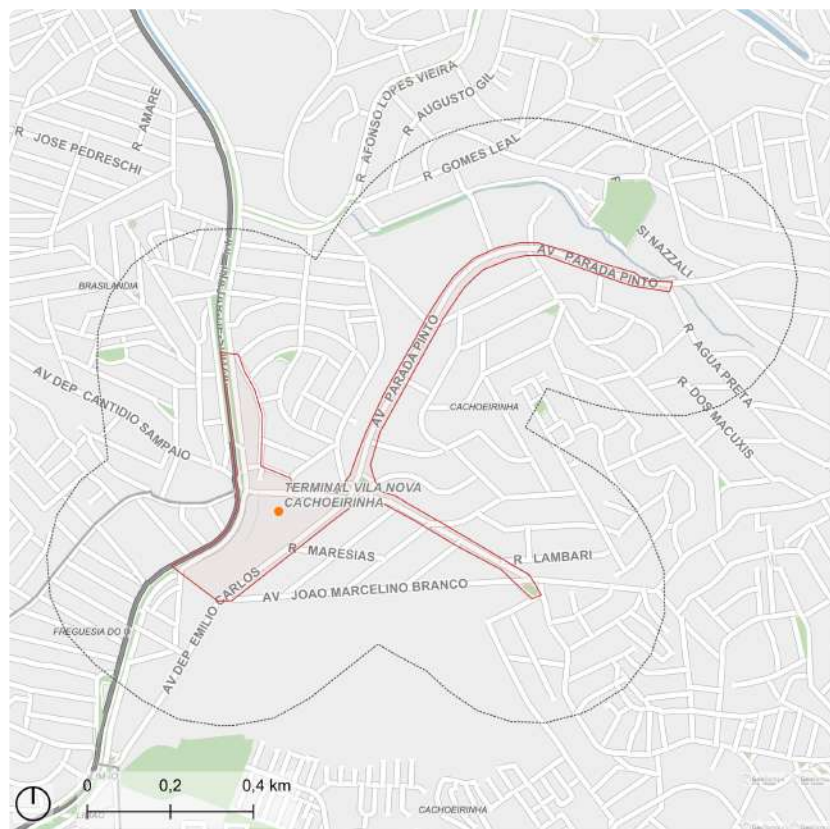 R AMARE
R JOSE PEDRESCHI
R AFONSO LOPES VIEIRA
R AUGUSTO GIL
R GOMES LEAL
SI NAZZALI
AV PARADA PINTO
BRASILANDIA
AV PARADA PINTO
R AGUA PRETA
R DOS MACUXIS
AV DEP CANTIDIO SAMPAIO
CACHOEIRINHA
TERMINAL VILA NOVA
CACHOEIRINHA
R MARESIAS
R LAMBARI
AV JOAO MARCELINO BRANCO
AV DEP EMILIO CARLOS
FREGUESIA DO O
0 0,2 0,4 km
LIMAO
CACHOEIRINHA